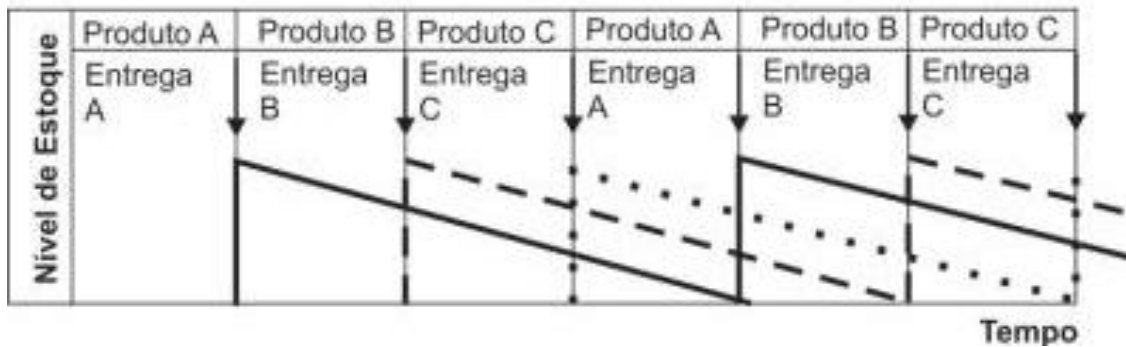 Nível de Estoque
Produto A Produto B Produto C Produto A Produto B Produto C
Entrega Entrega Entrega Entrega Entrega Entrega
A B C A B C
Tempo